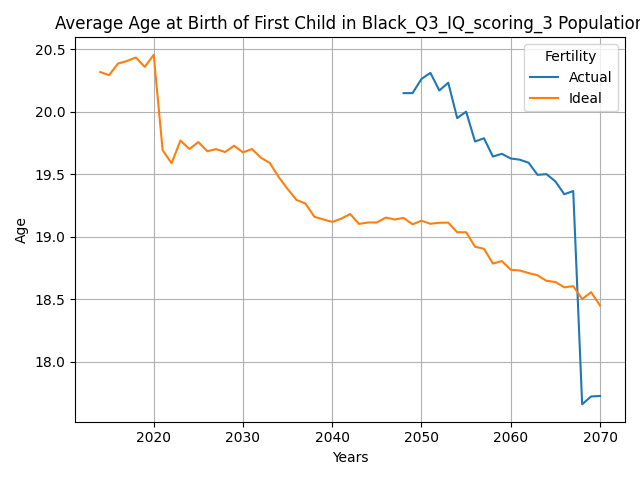 Average Age at Birth of First Child in Black_Q3_IQ_scoring_3 Population
Fertility
Actual
Ideal
20.5
20.0
19.5
19.0
18.5
18.0
Age
2020 2030 2040 2050 2060 2070
Years